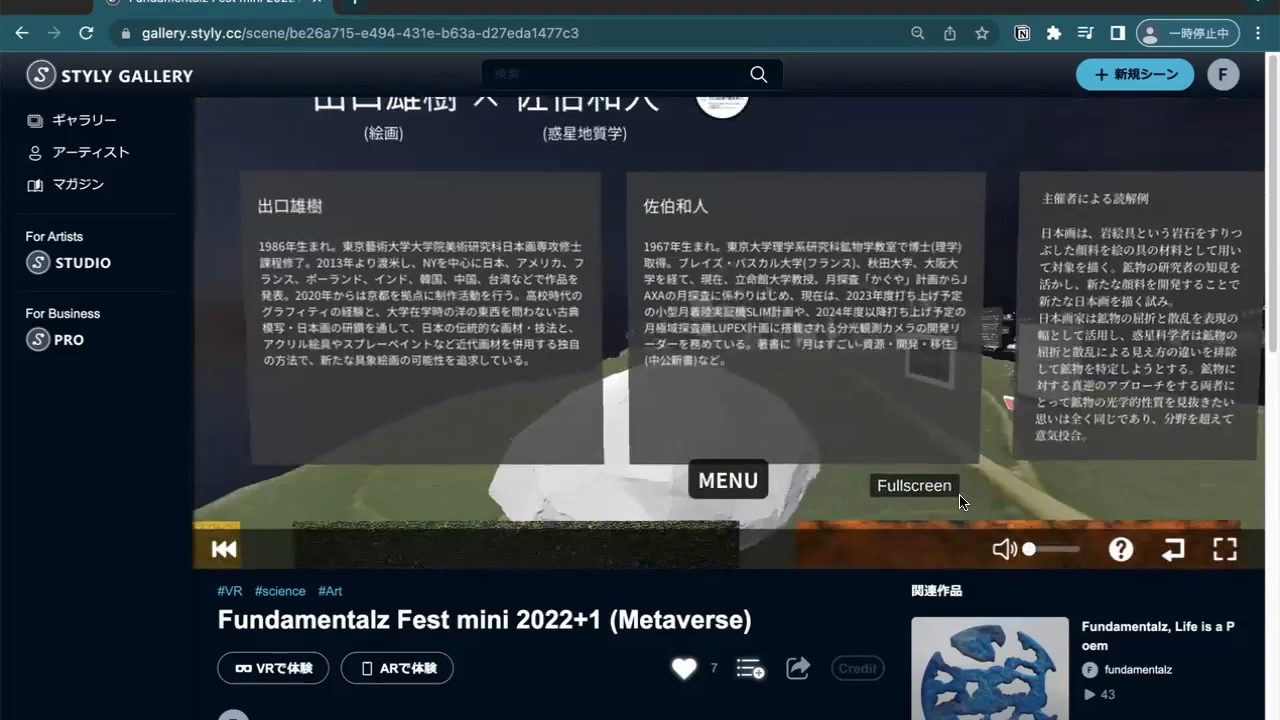 Fundamentalz Fest mini 2022
gallery.styly.cc/scene/be26a715-e494-431e-b63a-d27eda1477c3
一時停止中
STYLY GALLERY
検索
新規シーン
F
ギャラリー
アーティスト
マガジン
For Artists
STUDIO
For Business
PRO
出口雄樹 × 佐伯和人
(絵画)
(惑星地質学)
出口雄樹
1986年生まれ。東京藝術大学大学院美術研究科日本画専攻修士
課程修了。2013年より渡米し、NYを中心に日本、アメリカ、フ
ランス、ポーランド、インド、韓国、中国、台湾などで作品を
発表。2020年からは京都を拠点に制作活動を行う。高校時代の
グラフィティの経験と、大学在学時の洋の東西を問わない古典
模写・日本画の研鑽を通して、日本の伝統的な画材・技法と、
アクリル絵具やスプレーペイントなど近代画材を併用する独自
の方法で、新たな具象絵画の可能性を追求している。
佐伯和人
1967年生まれ。東京大学理学系研究科鉱物学教室で博士(理学)
取得。ブレイズ・パスカル大学(フランス)、秋田大学、大阪大
学を経て、現在、立命館大学教授。月探査「かぐや」計画からJ
AXAの月探査に係わりはじめ、現在は、2023年度打ち上げ予定
の小型月着陸実証機SLIM計画や、2024年度以降打ち上げ予定の
月極域探査機LUPEX計画に搭載される分光観測カメラの開発リ
ーダーを務めている。著書に『月はすごい-資源・開発・移住』
(中公新書)など。
主催者による読解例
日本画は、岩絵具という岩石をすりつ
ぶした顔料を絵の具の材料として用い
て対象を描く。鉱物の研究者の知見を
活かし、新たな顔料を開発することで
新たな日本画を描く試み。
日本画家は鉱物の屈折と散乱を表現の
幅として活用し、惑星科学者は鉱物の
屈折と散乱による見え方の違いを排除
して鉱物を特定しようとする。鉱物に
対する真逆のアプローチをする両者に
とって鉱物の光学的性質を見抜きたい
思いは全く同じであり、分野を超えて
意気投合。
MENU
Fullscreen
#VR #science #Art
Fundamentalz Fest mini 2022+1 (Metaverse)
VRで体験
ARで体験
7
Credit
関連作品
Fundamentalz, Life is a P
oem
F fundamentalz
43